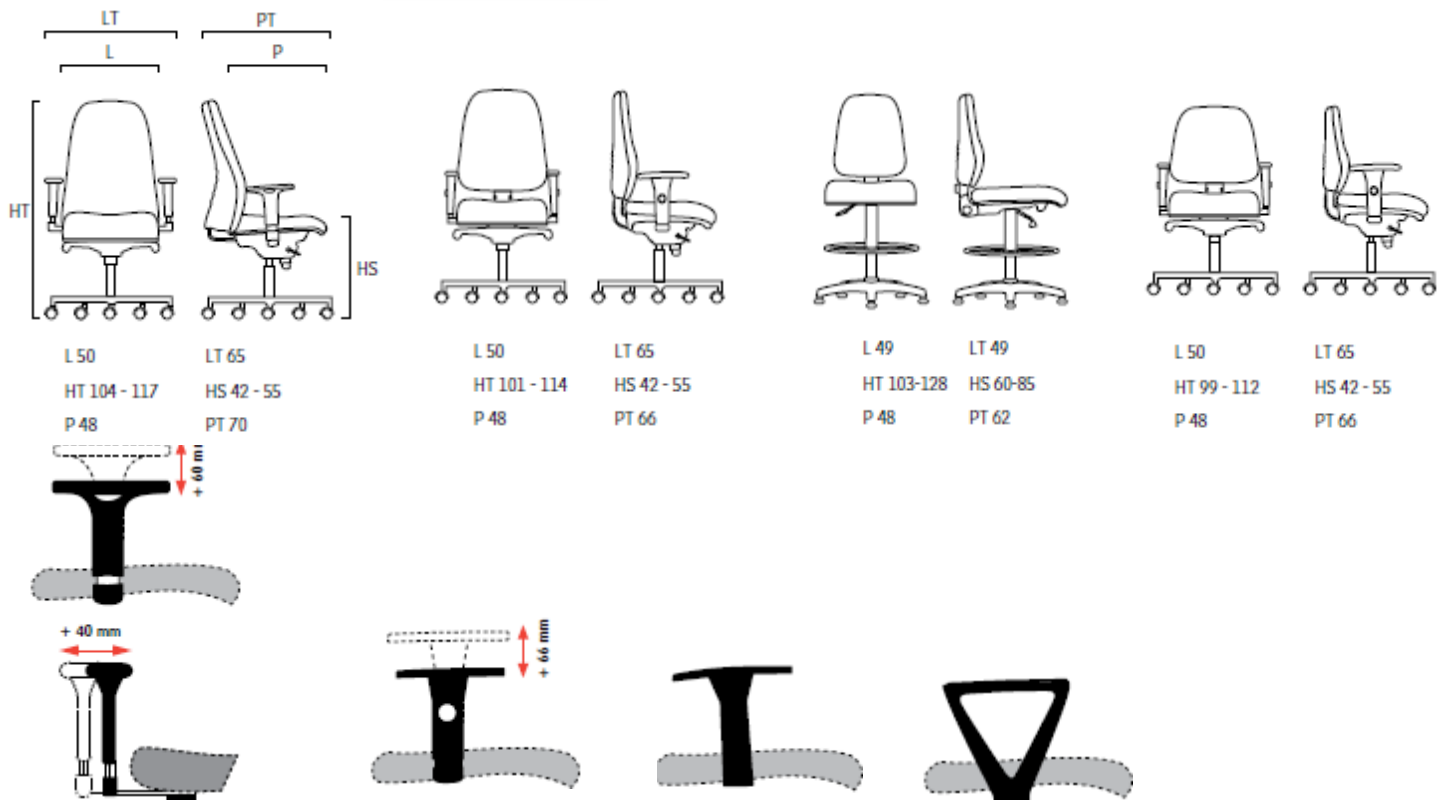 LT PT
L P
HT
HS
L 50 LT 65
HT 104 - 117 HS 42 - 55
P 48 PT 70
L 50 LT 65
HT 101 - 114 HS 42 - 55
P 48 PT 66
L 49 LT 49
HT 103-128 HS 60-85
P 48 PT 62
L 50 LT 65
HT 99 - 112 HS 42 - 55
P 48 PT 66
+ 60
+ 40 mm
+ 66 mm